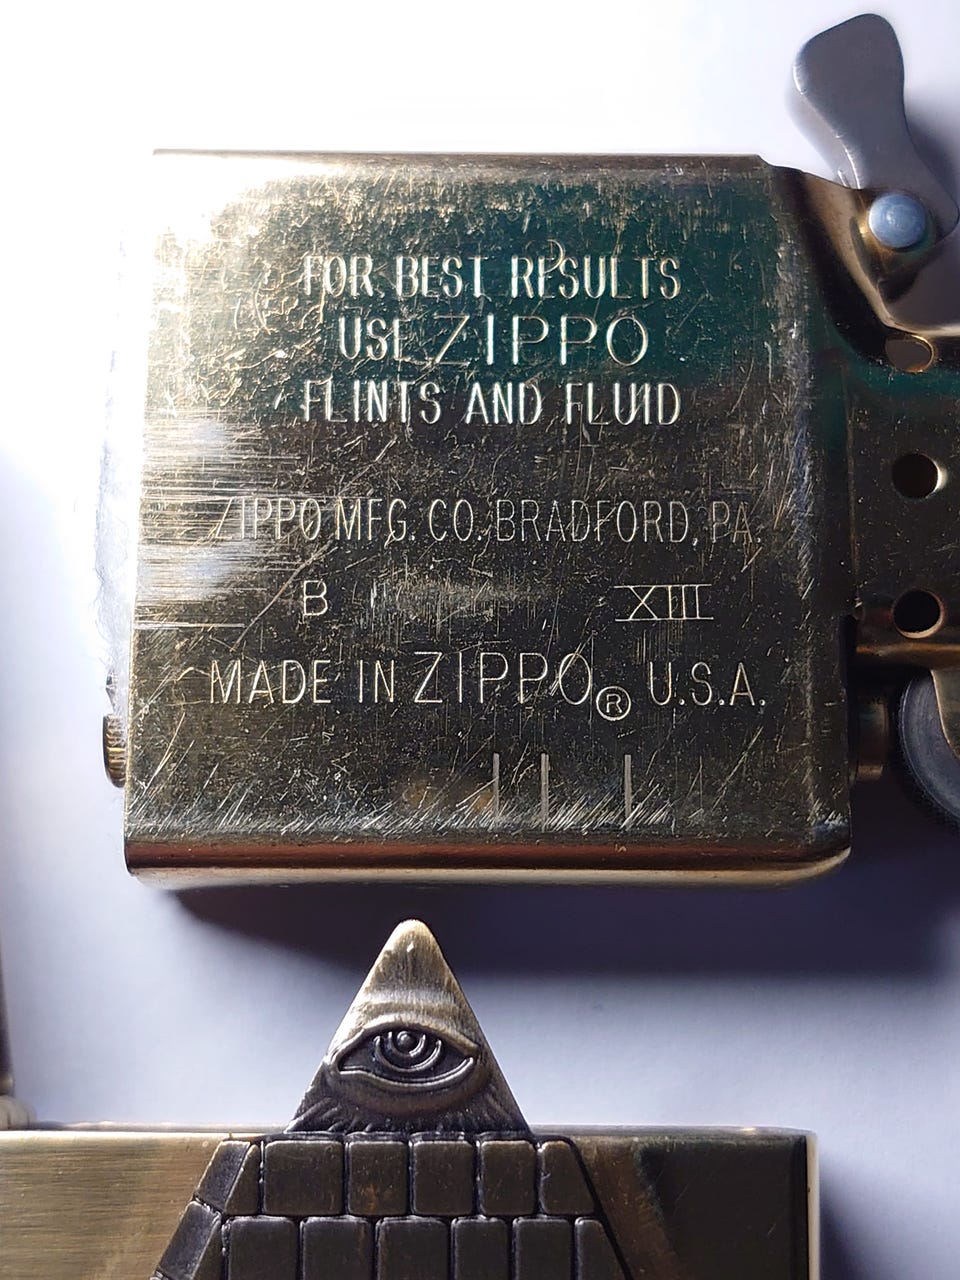 FOR BEST RESULTS
USE ZIPPO
FLINTS AND FLUID
ZIPPO MFG. CO. BRADFORD, PA.
B XIII
MADE IN ZIPPO® U.S.A.